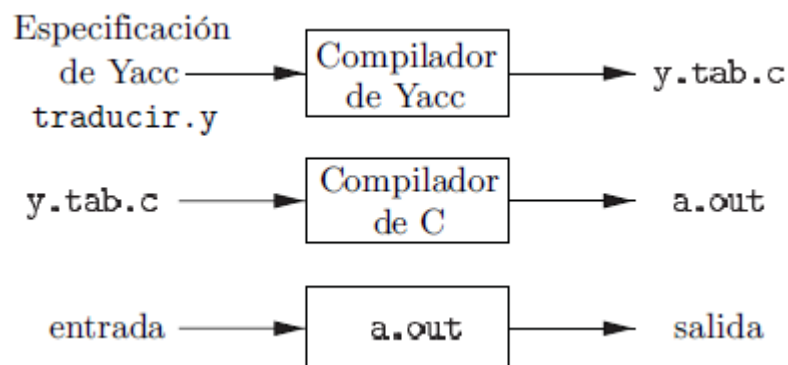 Especificación
de Yacc
traducir.y
Compilador
de Yacc
y.tab.c
y.tab.c
Compilador
de C
a.out
entrada
a.out
salida